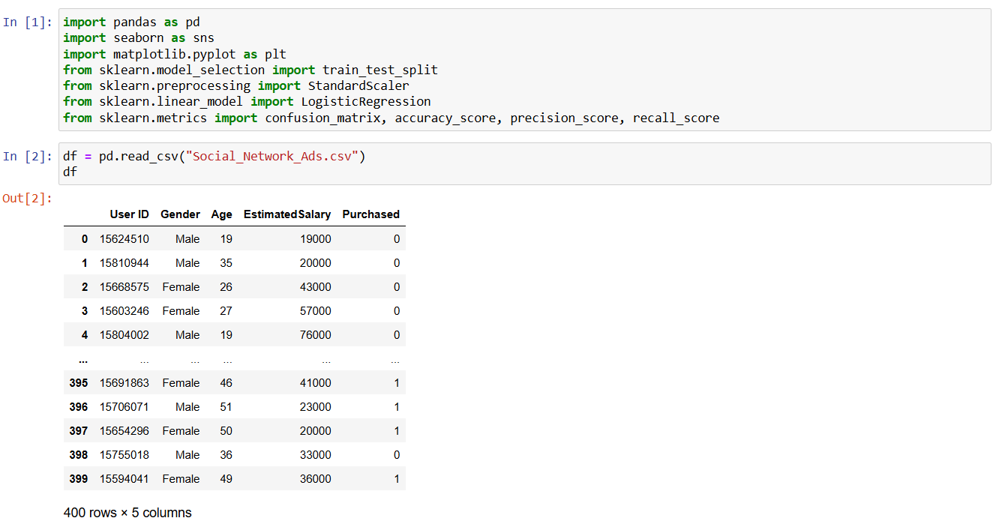 In [1]: import pandas as pd
import seaborn as sns
import matplotlib.pyplot as plt
from sklearn.model_selection import train_test_split
from sklearn.preprocessing import StandardScaler
from sklearn.linear_model import LogisticRegression
from sklearn.metrics import confusion_matrix, accuracy_score, precision_score, recall_score
In [2]: df = pd.read_csv("Social_Network_Ads.csv")
df
Out[2]:
User ID Gender Age EstimatedSalary Purchased
0 15624510 Male 19 19000 0
1 15810944 Male 35 20000 0
2 15668575 Female 26 43000 0
3 15603246 Female 27 57000 0
4 15804002 Male 19 76000 0
... ... ... ... ... ...
395 15691863 Female 46 41000 1
396 15706071 Male 51 23000 1
397 15654296 Female 50 20000 1
398 15755018 Male 36 33000 0
399 15594041 Female 49 36000 1
400 rows × 5 columns